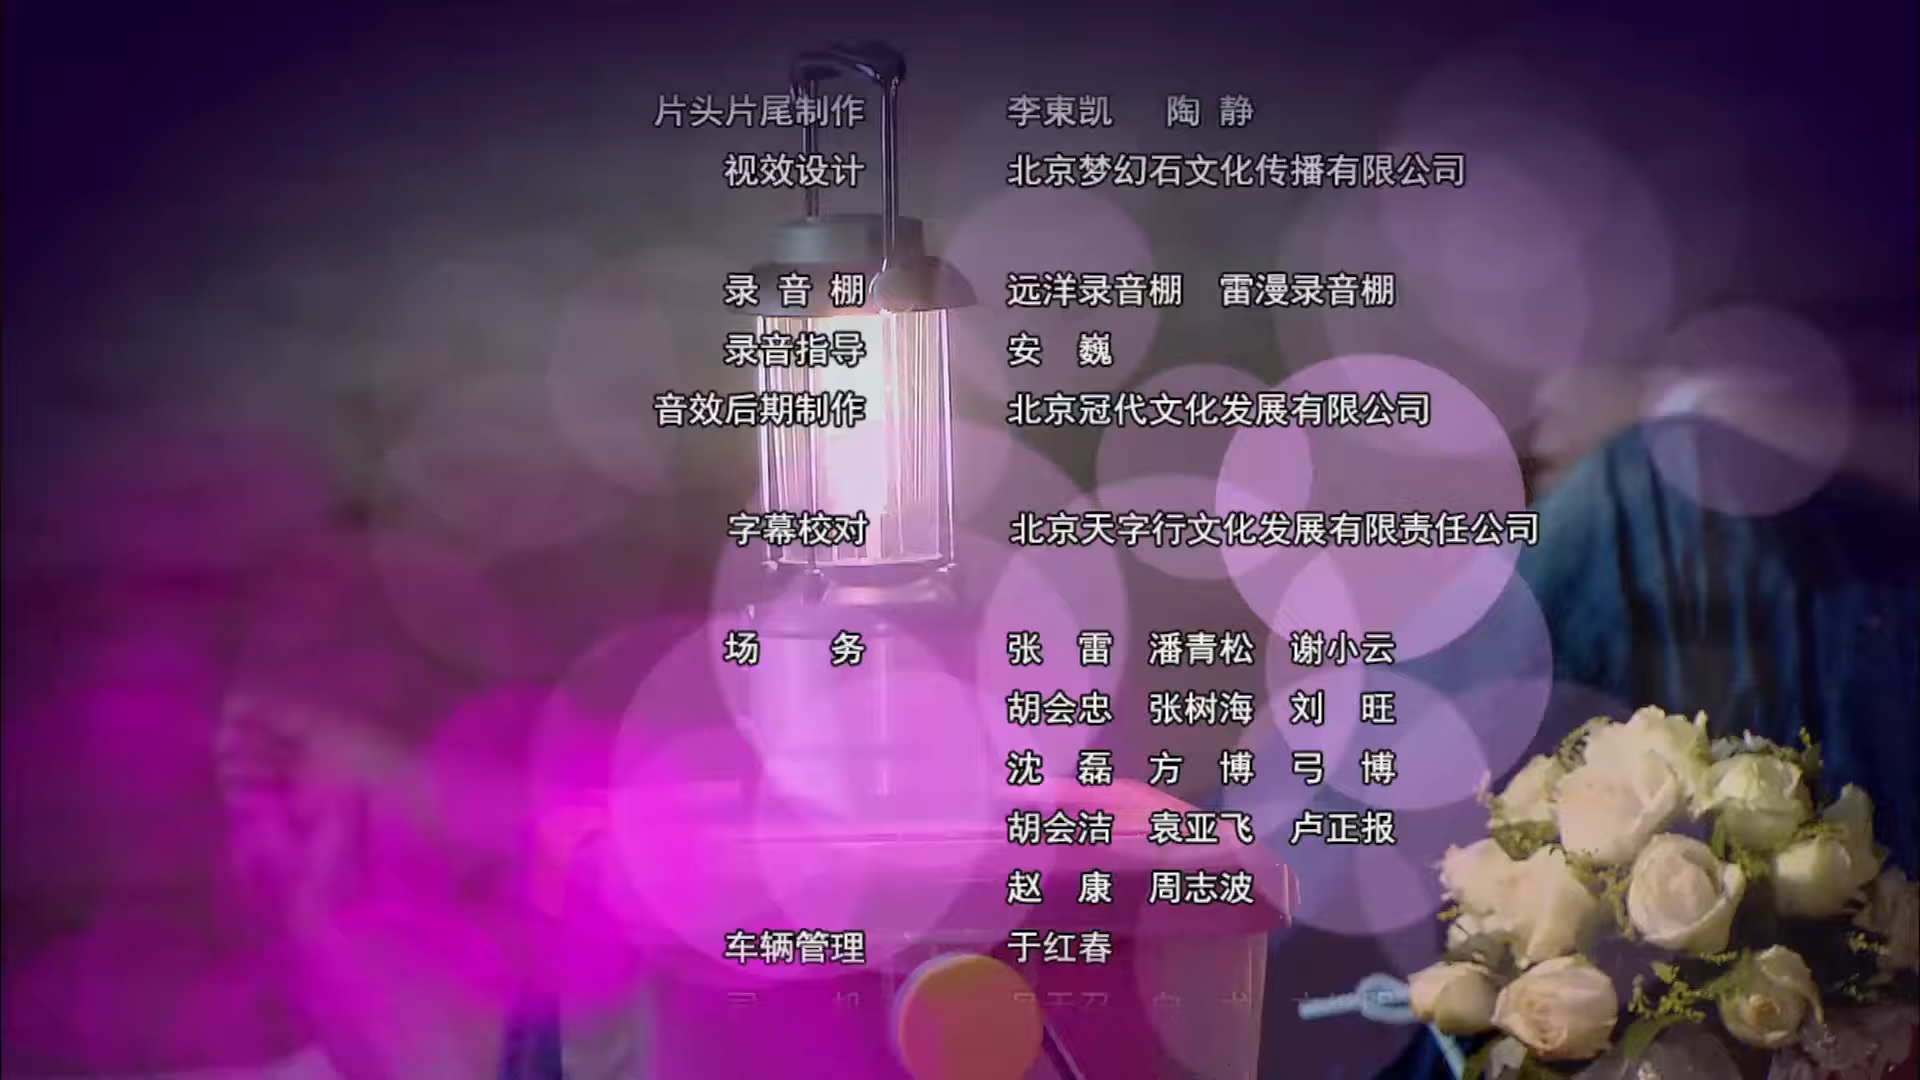 片头片尾制作 李東凯 陶静
视效设计 北京梦幻石文化传播有限公司
录音棚 远洋录音棚 雷漫录音棚
录音指导 安巍
音效后期制作 北京冠代文化发展有限公司
字幕校对 北京天字行文化发展有限责任公司
场务 张雷 潘青松 谢小云
胡会忠 张树海 刘旺
沈磊 方博 弓博
胡会洁 袁亚飞 卢正报
赵康 周志波
车辆管理 于红春